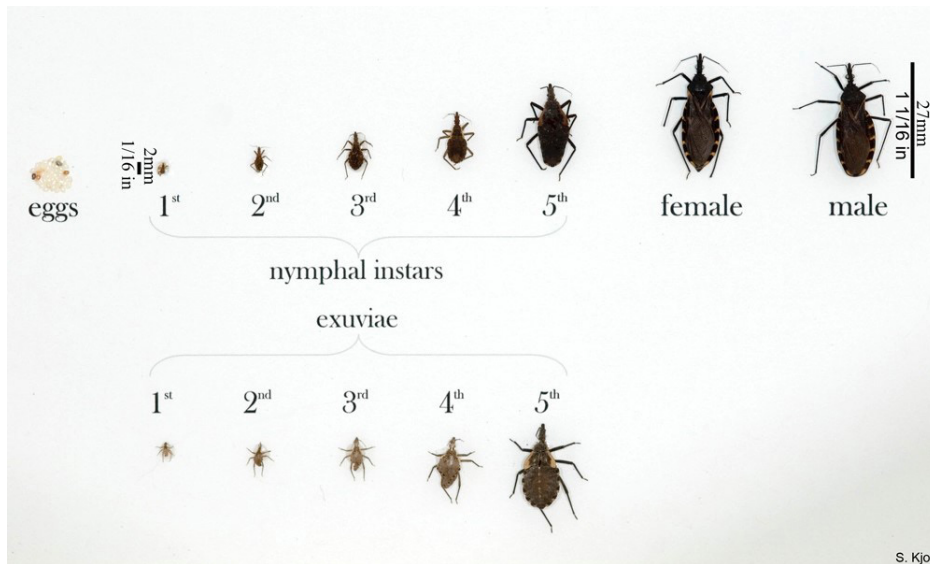 2mm
1/16 in
27mm
1 1/16 in
eggs
1st
2nd
3rd
4th
5th
female
male
nymphal instars
exuviae
1st
2nd
3rd
4th
5th
S. Kjo